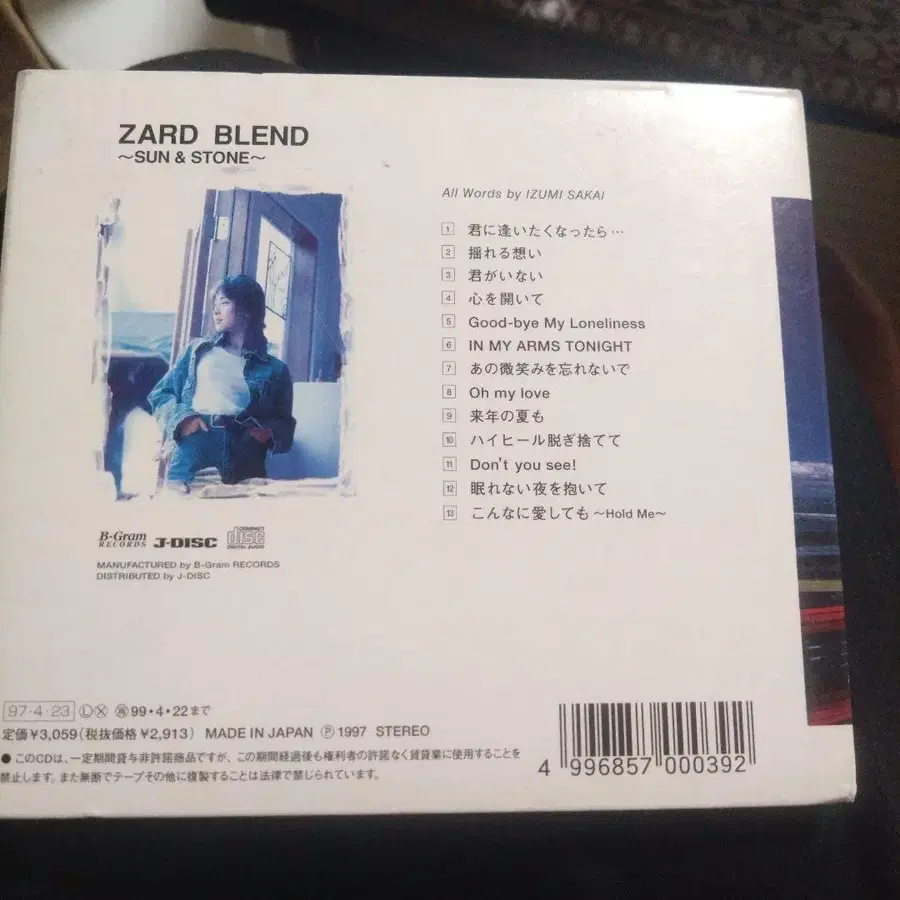 ZARD BLEND
～SUN & STONE～
All Words by IZUMI SAKAI
1 君に逢いたくなったら…
2 揺れる想い
3 君がいない
4 心を開いて
5 Good-bye My Loneliness
6 IN MY ARMS TONIGHT
7 あの微笑みを忘れないで
8 Oh my love
9 来年の夏も
10 ハイヒール脱ぎ捨てて
11 Don't you see!
12 眠れない夜を抱いて
13 こんなに愛しても ～Hold Me～
B-Gram RECORDS J-DISC COMPACT disc DIGITAL AUDIO
MANUFACTURED by B-Gram RECORDS
DISTRIBUTED by J-DISC
97·4·23 Ⓛ Ⓧ 99·4·22まで
定価¥3,059(税抜価格¥2,913) MADE IN JAPAN Ⓟ 1997 STEREO
● このCDは、一定期間貸与非許諾商品ですが、この期間経過後も権利者の許諾なく賃貸業に使用することを
禁止します。また無断でテープその他に複製することは法律で禁じられています。
4 996857 000392